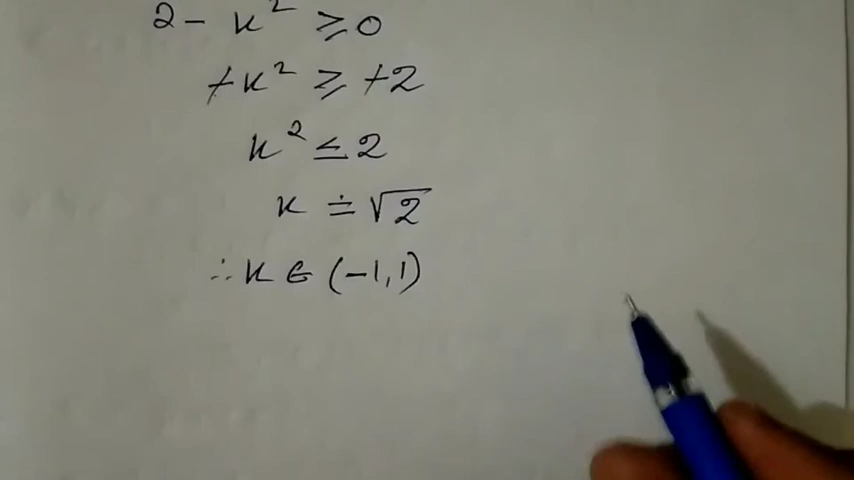 2 - k² ≥ 0
+k² ≥ +2
k² ≤ 2
k ≐ √2
∴ k ∈ (-1, 1)